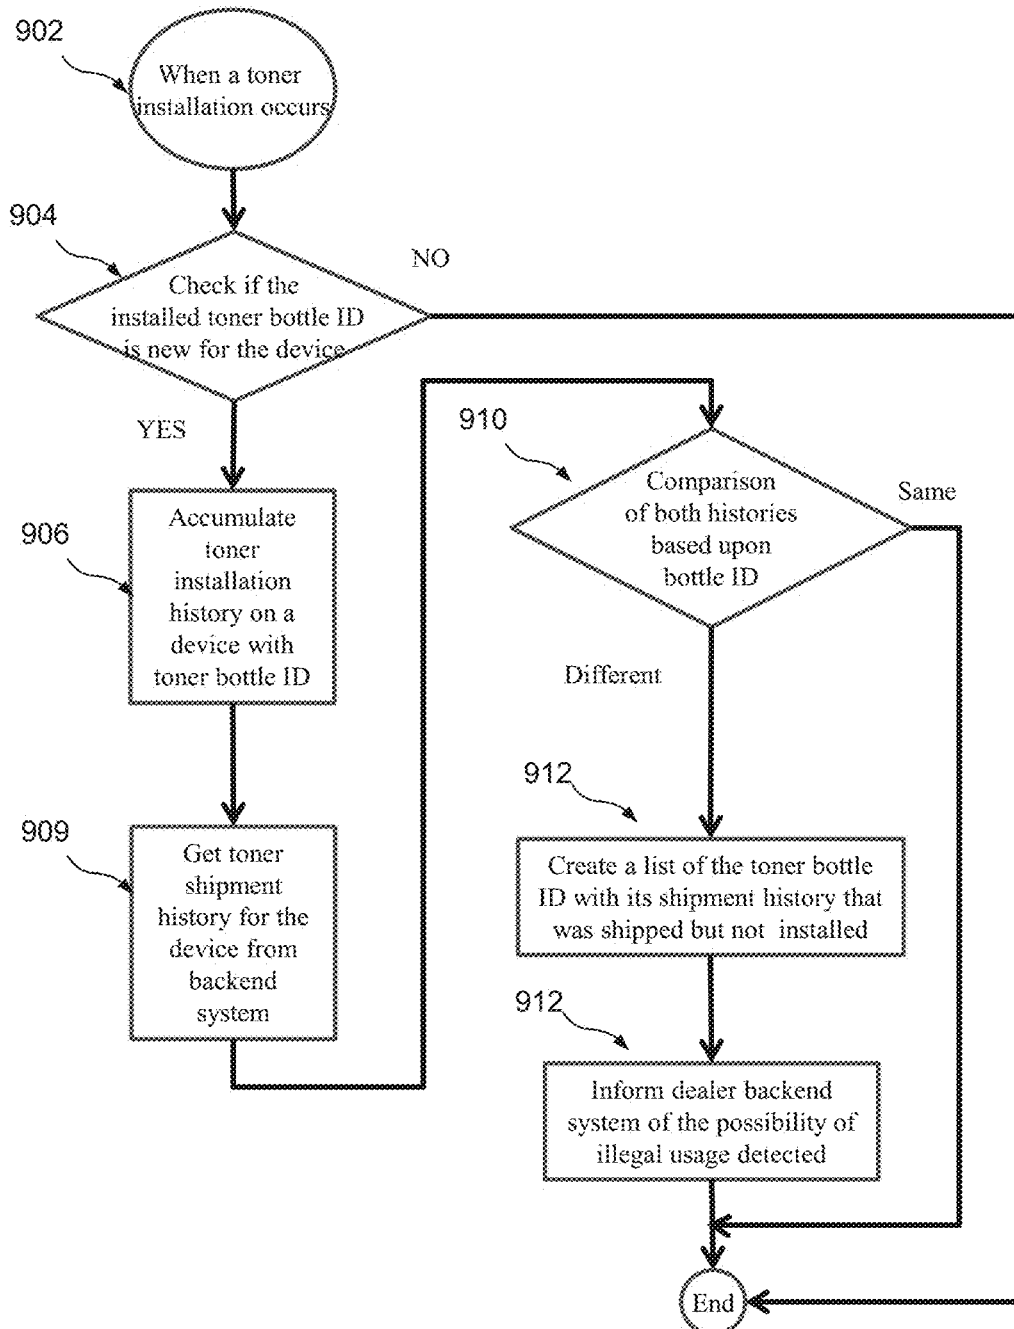 902
When a toner
installation occurs
904
NO
Check if the
installed toner bottle ID
is new for the device
YES
906
Accumulate
toner
installation
history on a
device with
toner bottle ID
909
Get toner
shipment
history for the
device from
backend
system
910
Comparison
of both histories
based upon
bottle ID
Same
Different
912
Create a list of the toner bottle
ID with its shipment history that
was shipped but not installed
912
Inform dealer backend
system of the possibility of
illegal usage detected
End